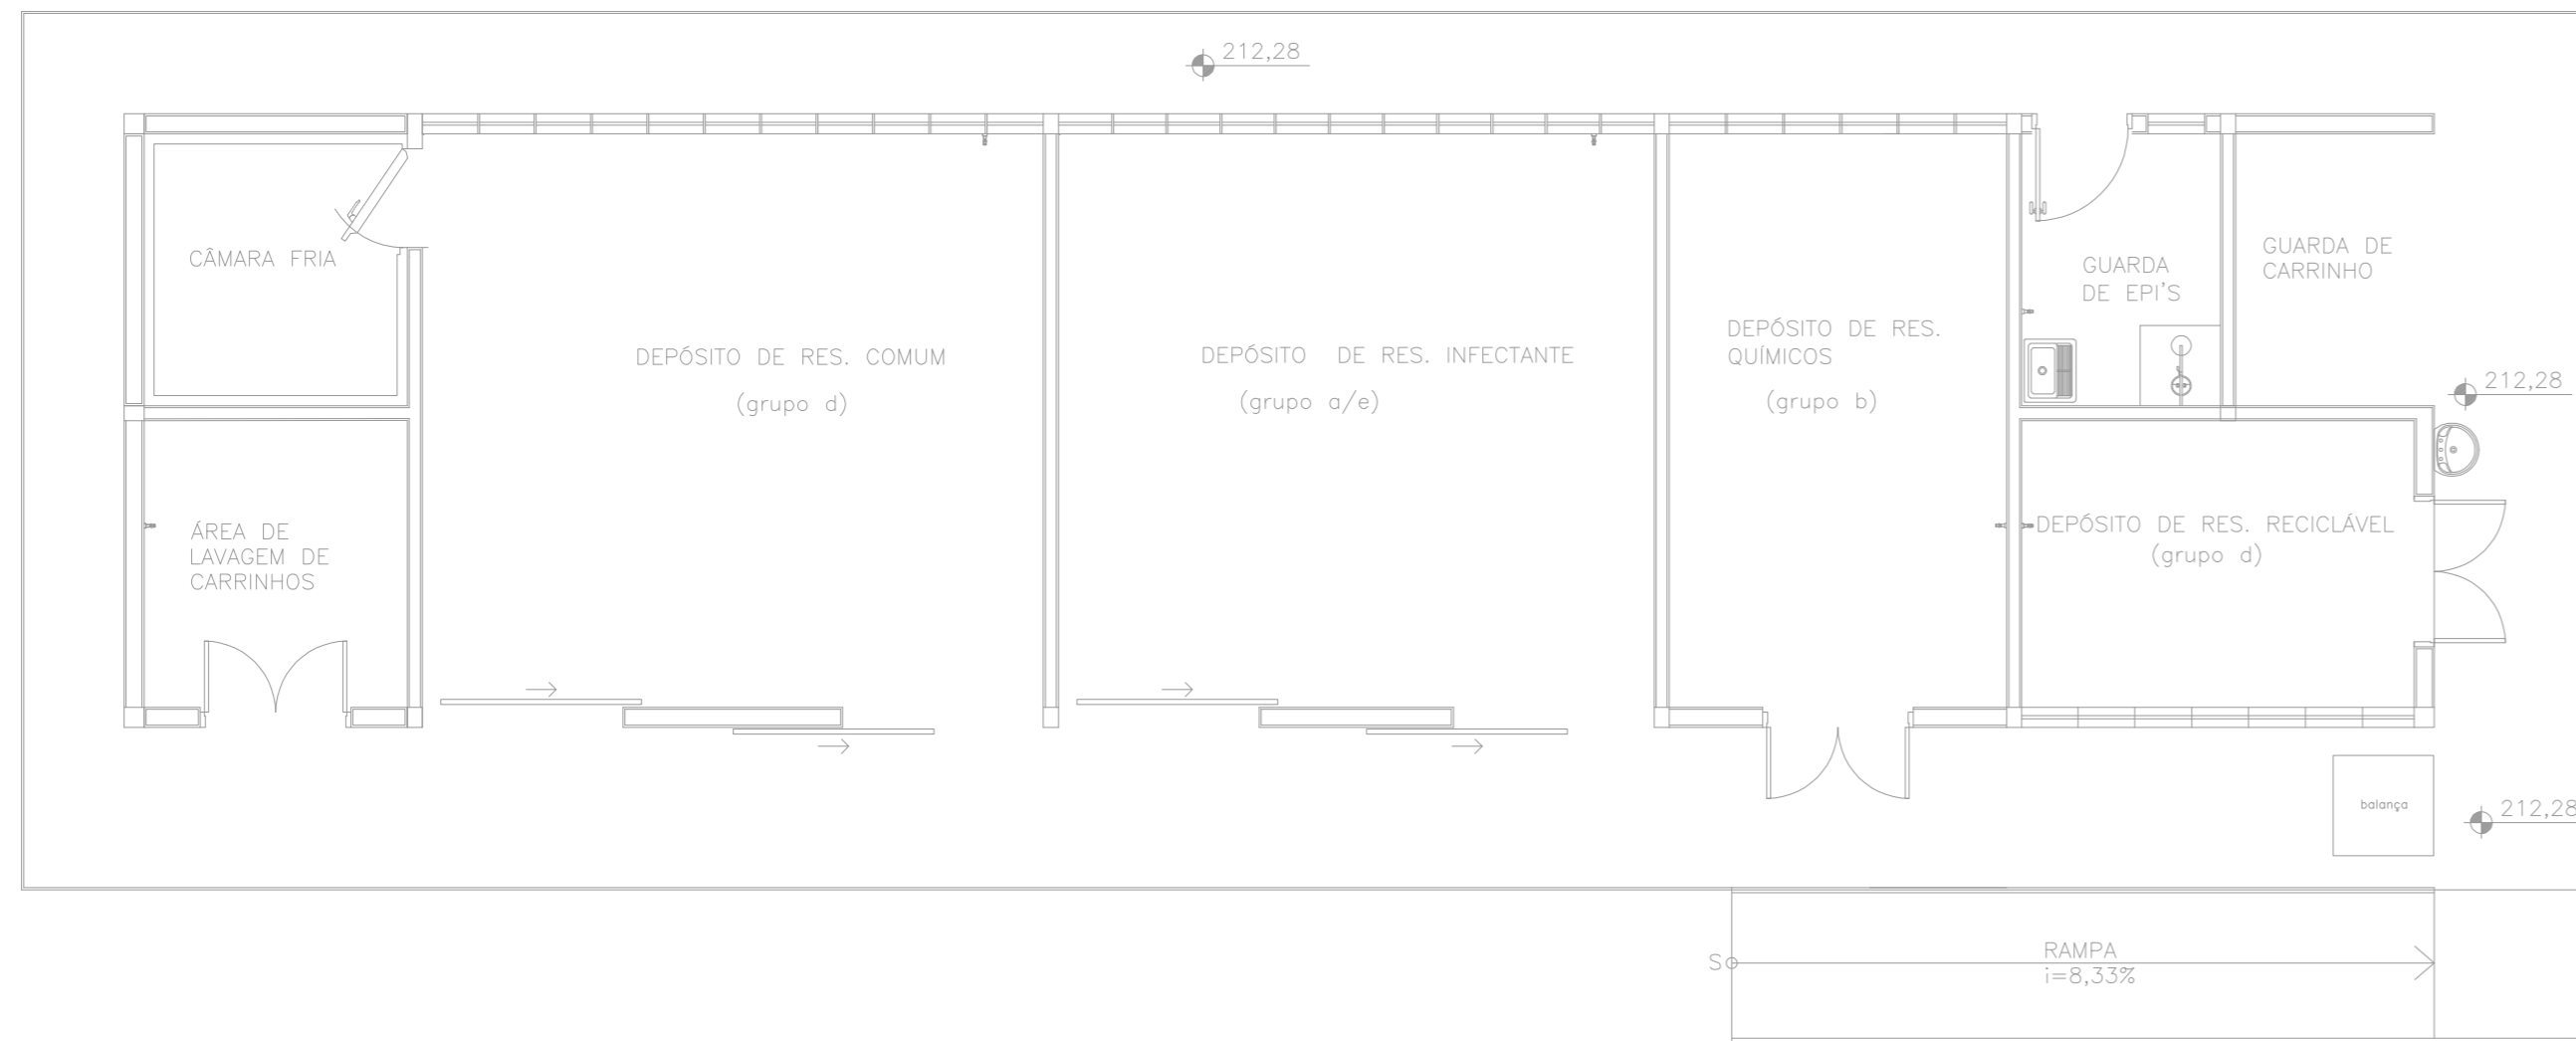 212,28
CÂMARA FRIA
GUARDA
DE EPI'S
GUARDA DE
CARRINHO
DEPÓSITO DE RES. COMUM
(grupo d)
DEPÓSITO DE RES. INFECTANTE
(grupo a/e)
DEPÓSITO DE RES.
QUÍMICOS
(grupo b)
212,28
ÁREA DE
LAVAGEM DE
CARRINHOS
DEPÓSITO DE RES. RECICLÁVEL
(grupo d)
balança
212,28
S
RAMPA
i=8,33%